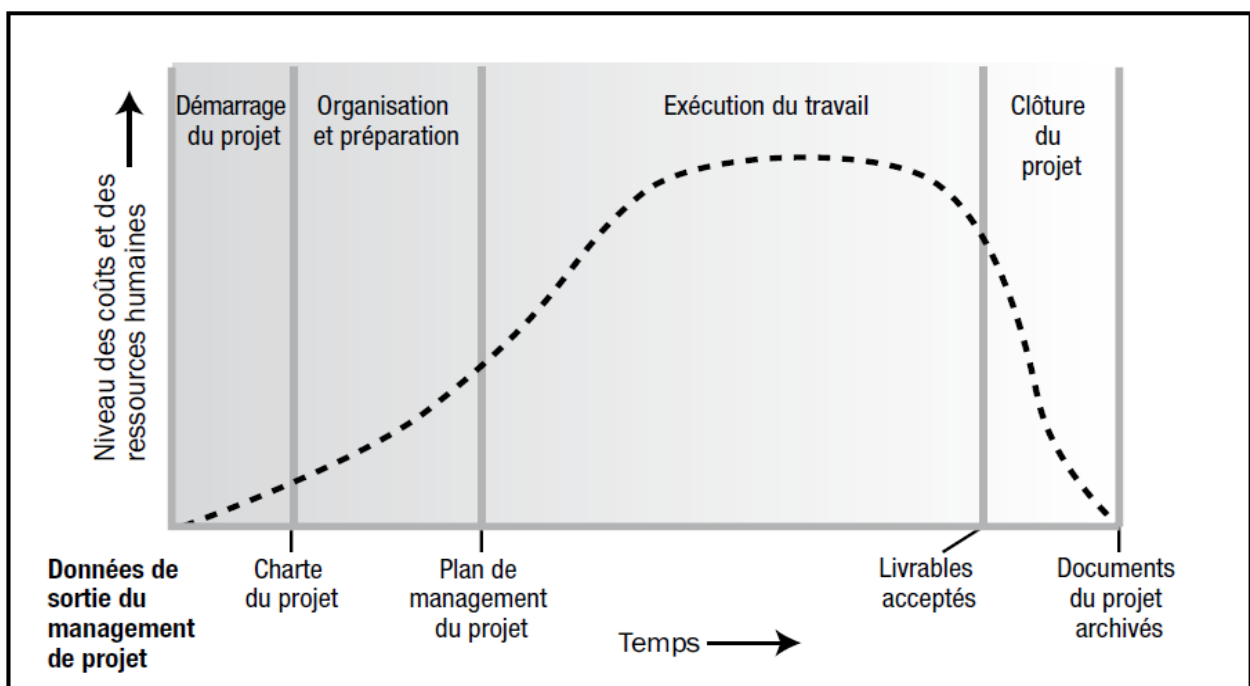 Démarrage
du projet
Organisation
et préparation
Exécution du travail
Clôture
du
projet
Niveau des coûts et des
ressources humaines
Données de
sortie du
management
de projet
Charte
du projet
Plan de
management
du projet
Temps
Livrables
acceptés
Documents
du projet
archivés